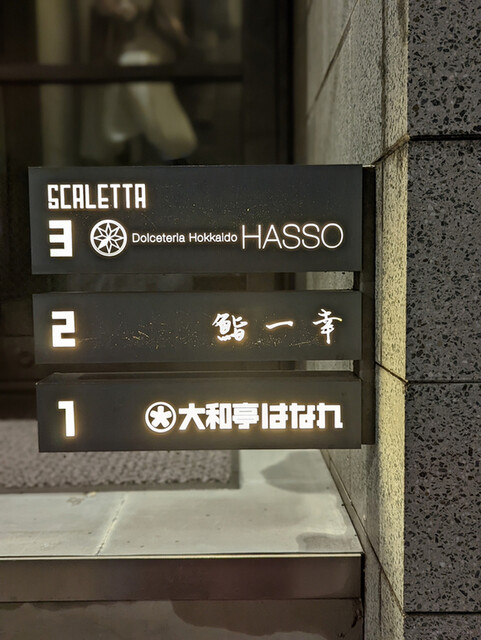 SCALETTA
3 Dolceteria Hokkaido HASSO
2 鮨 一 幸
1 大和亭はなれ